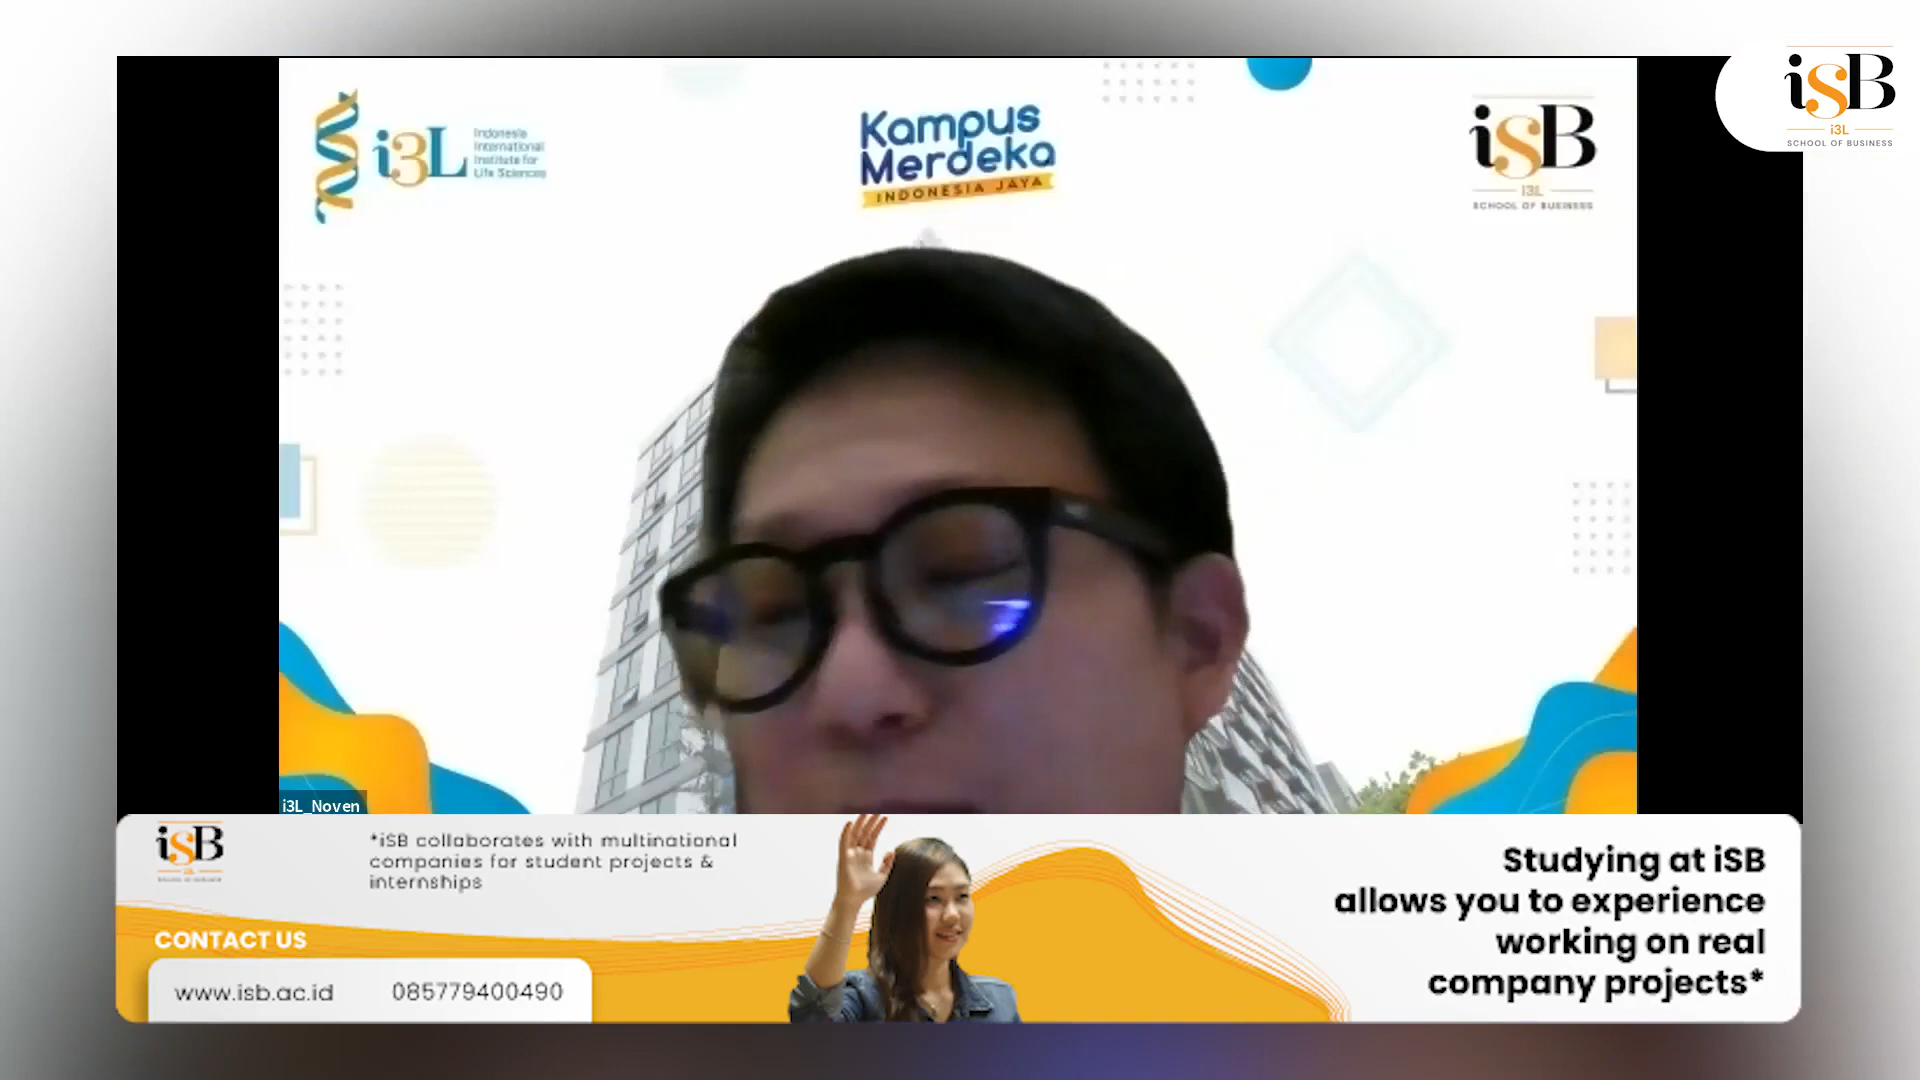 i3L
Indonesia
International
Institute for
Life Sciences
Kampus
Merdeka
INDONESIA JAYA
iSB
i3L
SCHOOL OF BUSINESS
iSB
i3L
SCHOOL OF BUSINESS
i3L_Noven
iSB
*iSB collaborates with multinational
companies for student projects &
internships
CONTACT US
www.isb.ac.id 085779400490
Studying at iSB
allows you to experience
working on real
company projects*